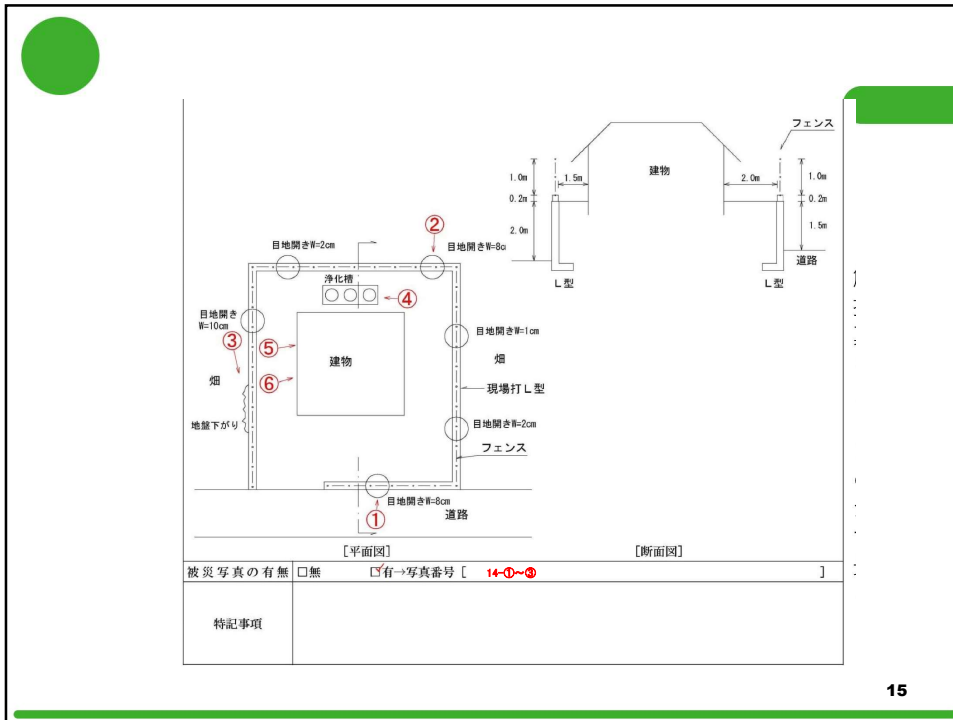 フェンス
建物
1.0m
1.5m
2.0m
1.0m
0.2m
0.2m
2.0m
1.5m
道路
L型
L型
②
目地開きW=2cm
目地開きW=8c
浄化槽
④
目地開き
W=10cm
③
⑤
目地開きW=1cm
畑
建物
畑
⑥
現場打L型
地盤下がり
目地開きW=2cm
フェンス
目地開きW=8cm
①
道路
[平面図]
[断面図]
被災写真の有無 □無 □有→写真番号 [ 14-①~③ ]
特記事項
15